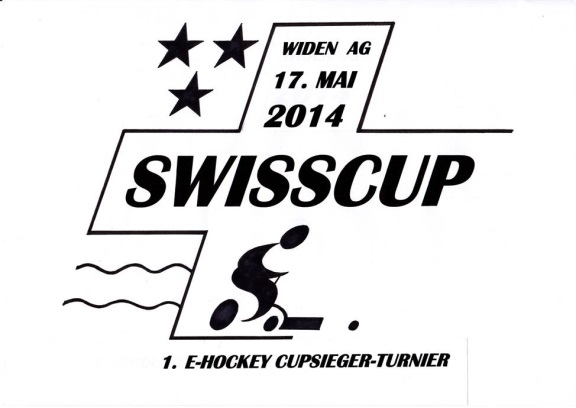 WIDEN AG
17. MAI
2014
SWISSCUP
1. E-HOCKEY CUPSIEGER-TURNIER